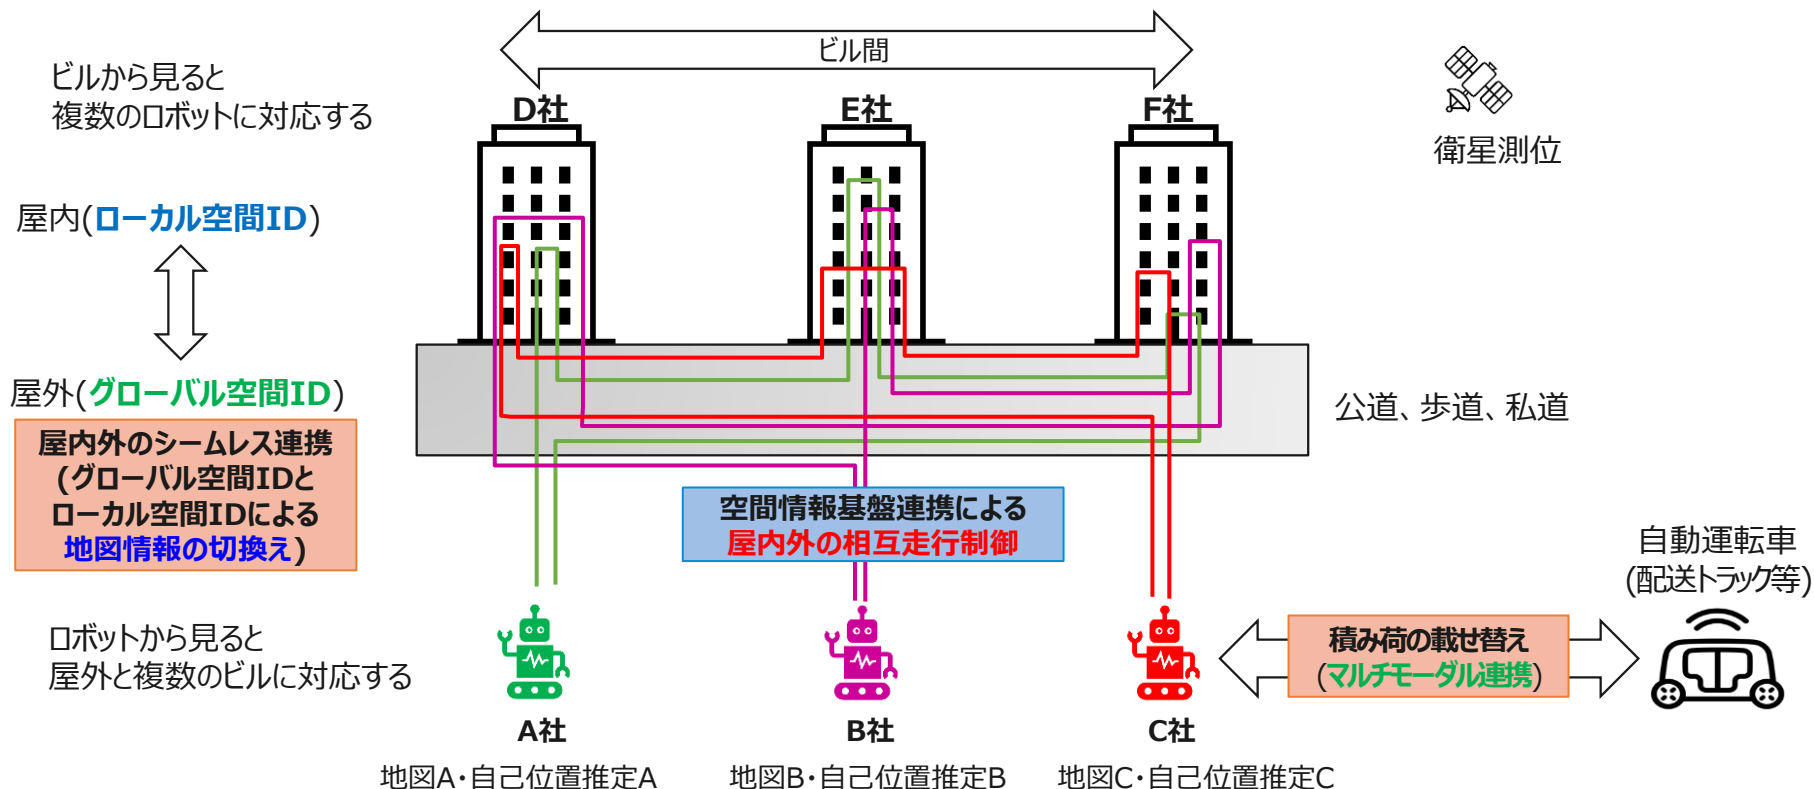 ビル間
ビルから見ると
複数のロボットに対応する
D社
E社
F社
衛星測位
屋内(ローカル空間ID)
屋外(グローバル空間ID)
公道、歩道、私道
屋内外のシームレス連携
(グローバル空間IDと
ローカル空間IDによる
地図情報の切換え)
空間情報基盤連携による
屋内外の相互走行制御
自動運転車
(配送トラック等)
ロボットから見ると
屋外と複数のビルに対応する
積み荷の載せ替え
(マルチモーダル連携)
A社
B社
C社
地図A・自己位置推定A
地図B・自己位置推定B
地図C・自己位置推定C